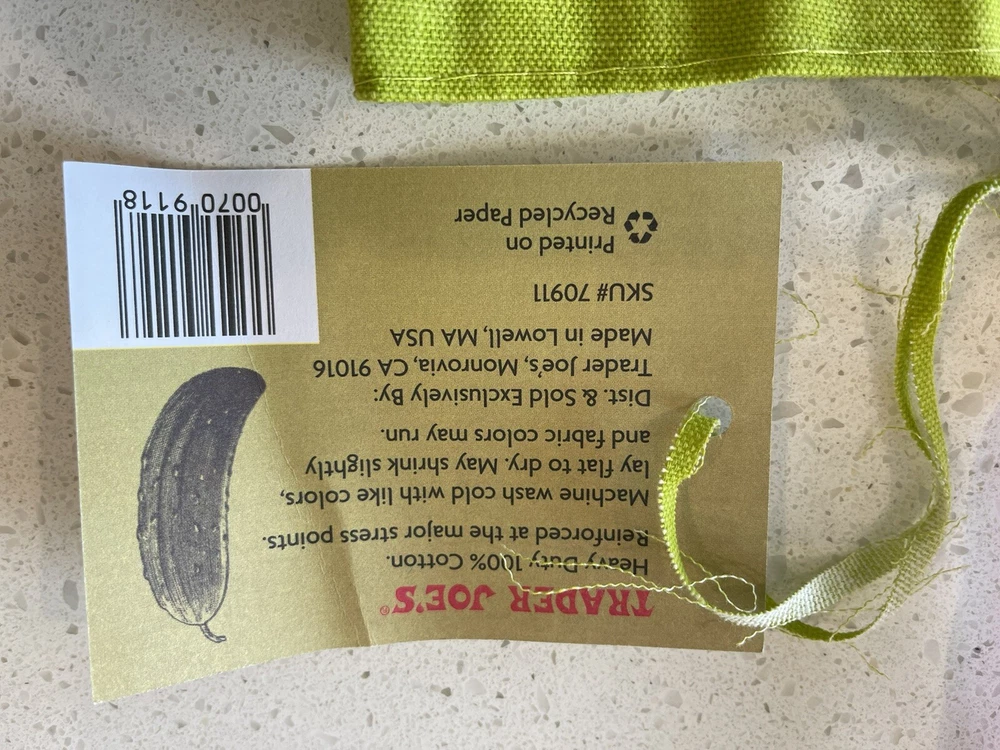 TRADER JOE'S®
Heavy Duty 100% Cotton.
Reinforced at the major stress points.
Machine wash cold with like colors,
lay flat to dry. May shrink slightly
and fabric colors may run.
Dist. & Sold Exclusively By:
Trader Joe's, Monrovia, CA 91016
Made in Lowell, MA USA
SKU# 70911
Printed on
Recycled Paper
0070 9118